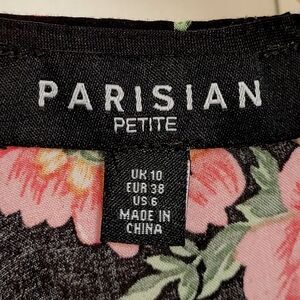 PARISIAN
PETITE
UK 10
EUR 38
US 6
MADE IN
CHINA